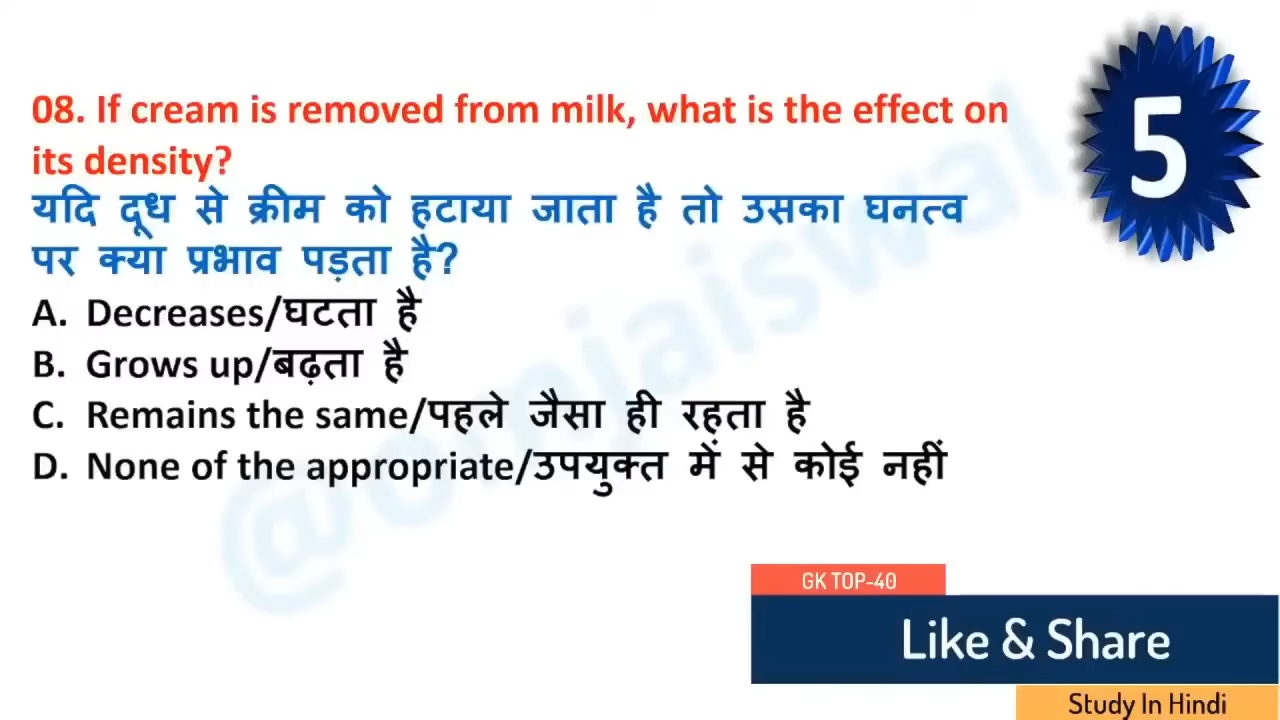 08. If cream is removed from milk, what is the effect on
its density?
यदि दूध से क्रीम को हटाया जाता है तो उसका घनत्व
पर क्या प्रभाव पड़ता है?
A. Decreases/घटता है
B. Grows up/बढ़ता है
C. Remains the same/पहले जैसा ही रहता है
D. None of the appropriate/उपयुक्त में से कोई नहीं
5
@omjaiswal
GK TOP-40
Like & Share
Study In Hindi